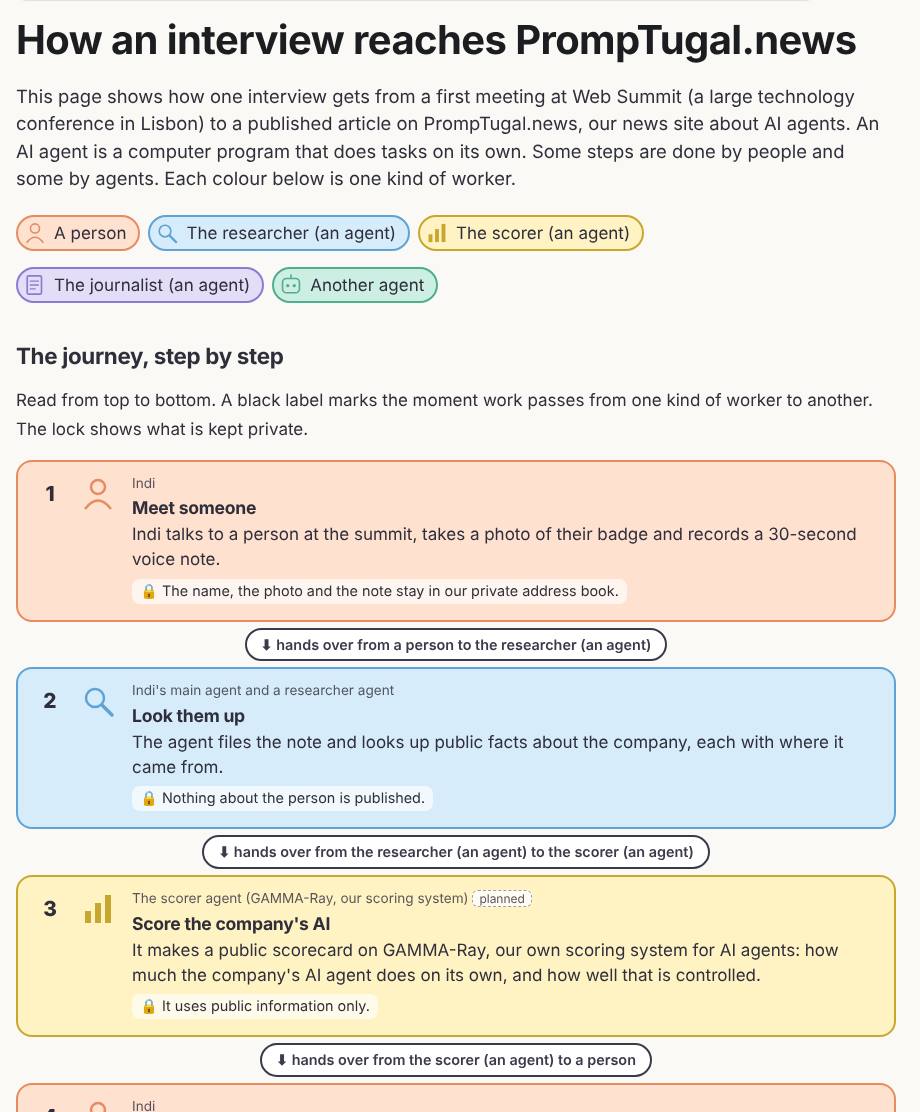 How an interview reaches PrompTugal.news
This page shows how one interview gets from a first meeting at Web Summit (a large technology
conference in Lisbon) to a published article on PrompTugal.news, our news site about AI agents. An
AI agent is a computer program that does tasks on its own. Some steps are done by people and
some by agents. Each colour below is one kind of worker.
A person
The researcher (an agent)
The scorer (an agent)
The journalist (an agent)
Another agent
The journey, step by step
Read from top to bottom. A black label marks the moment work passes from one kind of worker to another.
The lock shows what is kept private.
1
Indi
Meet someone
Indi talks to a person at the summit, takes a photo of their badge and records a 30-second
voice note.
🔒 The name, the photo and the note stay in our private address book.
⬇ hands over from a person to the researcher (an agent)
2
Indi's main agent and a researcher agent
Look them up
The agent files the note and looks up public facts about the company, each with where it
came from.
🔒 Nothing about the person is published.
⬇ hands over from the researcher (an agent) to the scorer (an agent)
3
The scorer agent (GAMMA-Ray, our scoring system) planned
Score the company's AI
It makes a public scorecard on GAMMA-Ray, our own scoring system for AI agents: how
much the company's AI agent does on its own, and how well that is controlled.
🔒 It uses public information only.
⬇ hands over from the scorer (an agent) to a person
4
Indi